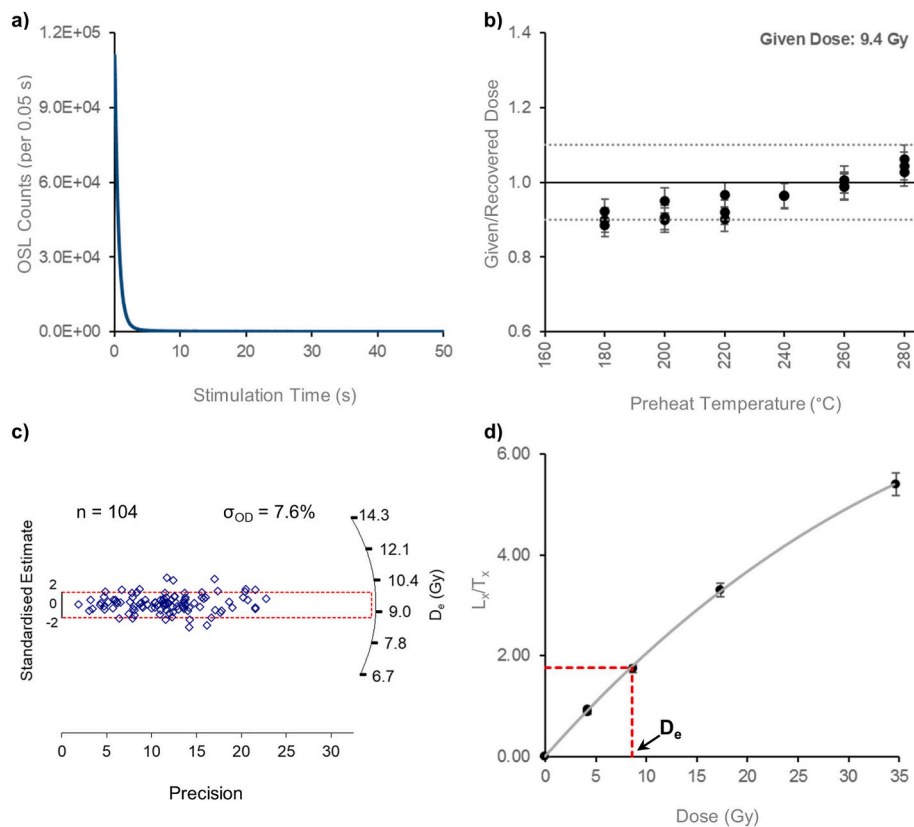 a)
1.2E+05
9.0E+04
6.0E+04
3.0E+04
0.0E+00
OSL Counts (per 0.05 s)
0 10 20 30 40 50
Stimulation Time (s)
b)
Given Dose: 9.4 Gy
1.4
1.2
1.0
0.8
0.6
Given/Recovered Dose
160 180 200 220 240 260 280
Preheat Temperature (°C)
c)
n = 104 σOD = 7.6%
Standardised Estimate
2
0
-2
14.3
12.1
10.4
9.0
7.8
6.7
De (Gy)
0 5 10 15 20 25 30
Precision
d)
6.00
4.00
2.00
0.00
Lx/Tx
De
0 5 10 15 20 25 30 35
Dose (Gy)